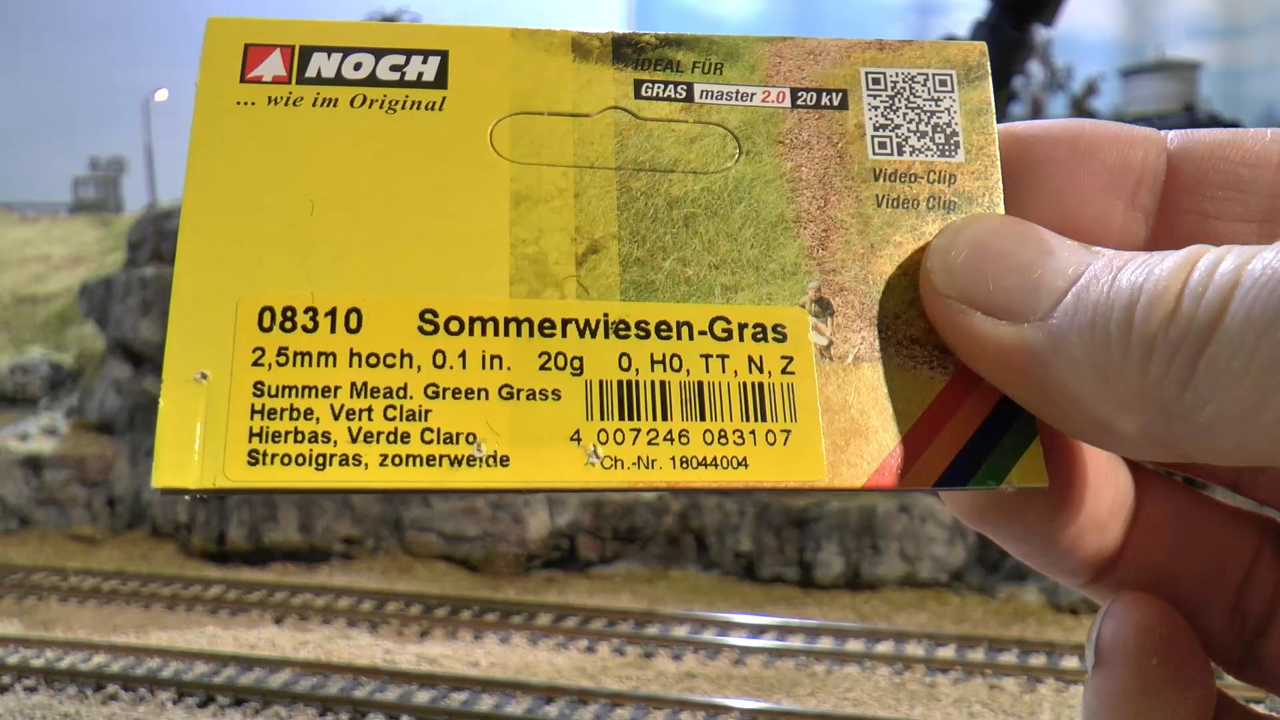 NOCH
... wie im Original
IDEAL FÜR
GRAS master 2.0 20 kV
Video-Clip
Video Clip
08310 Sommerwiesen-Gras
2,5mm hoch, 0.1 in. 20g 0, H0, TT, N, Z
Summer Mead. Green Grass
Herbe, Vert Clair
Hierbas, Verde Claro
Strooigras, zomerweide
4 007246 083107
Ch.-Nr. 18044004